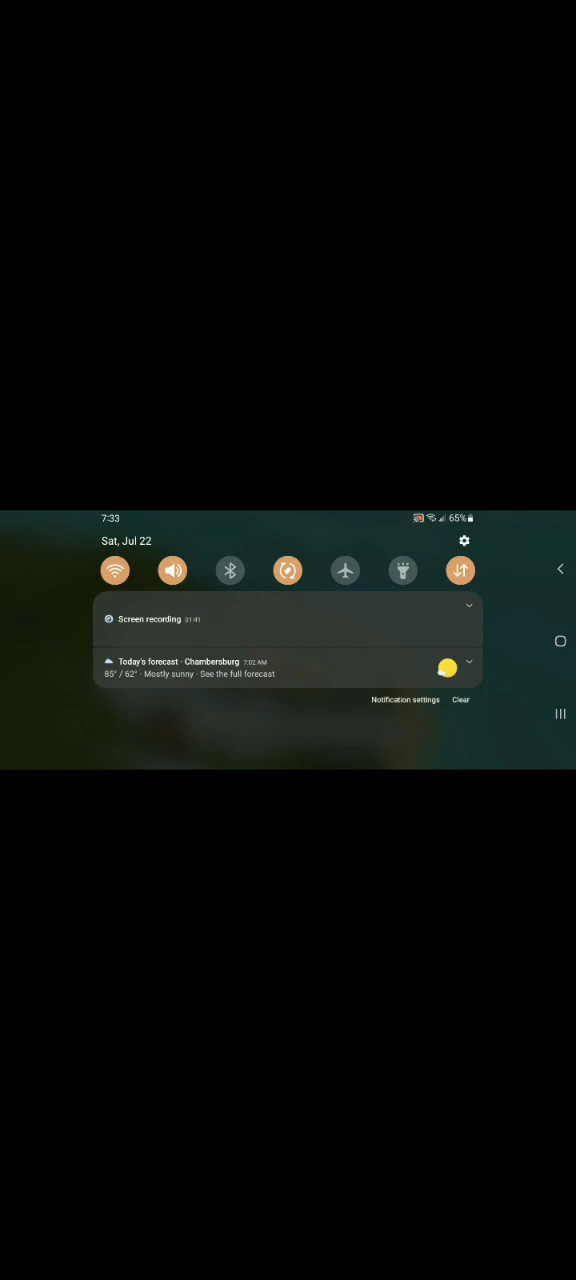 7:33 65%
Sat, Jul 22
Screen recording 01:41
Today's forecast · Chambersburg 7:02 AM
85° / 62° · Mostly sunny · See the full forecast
Notification settings Clear